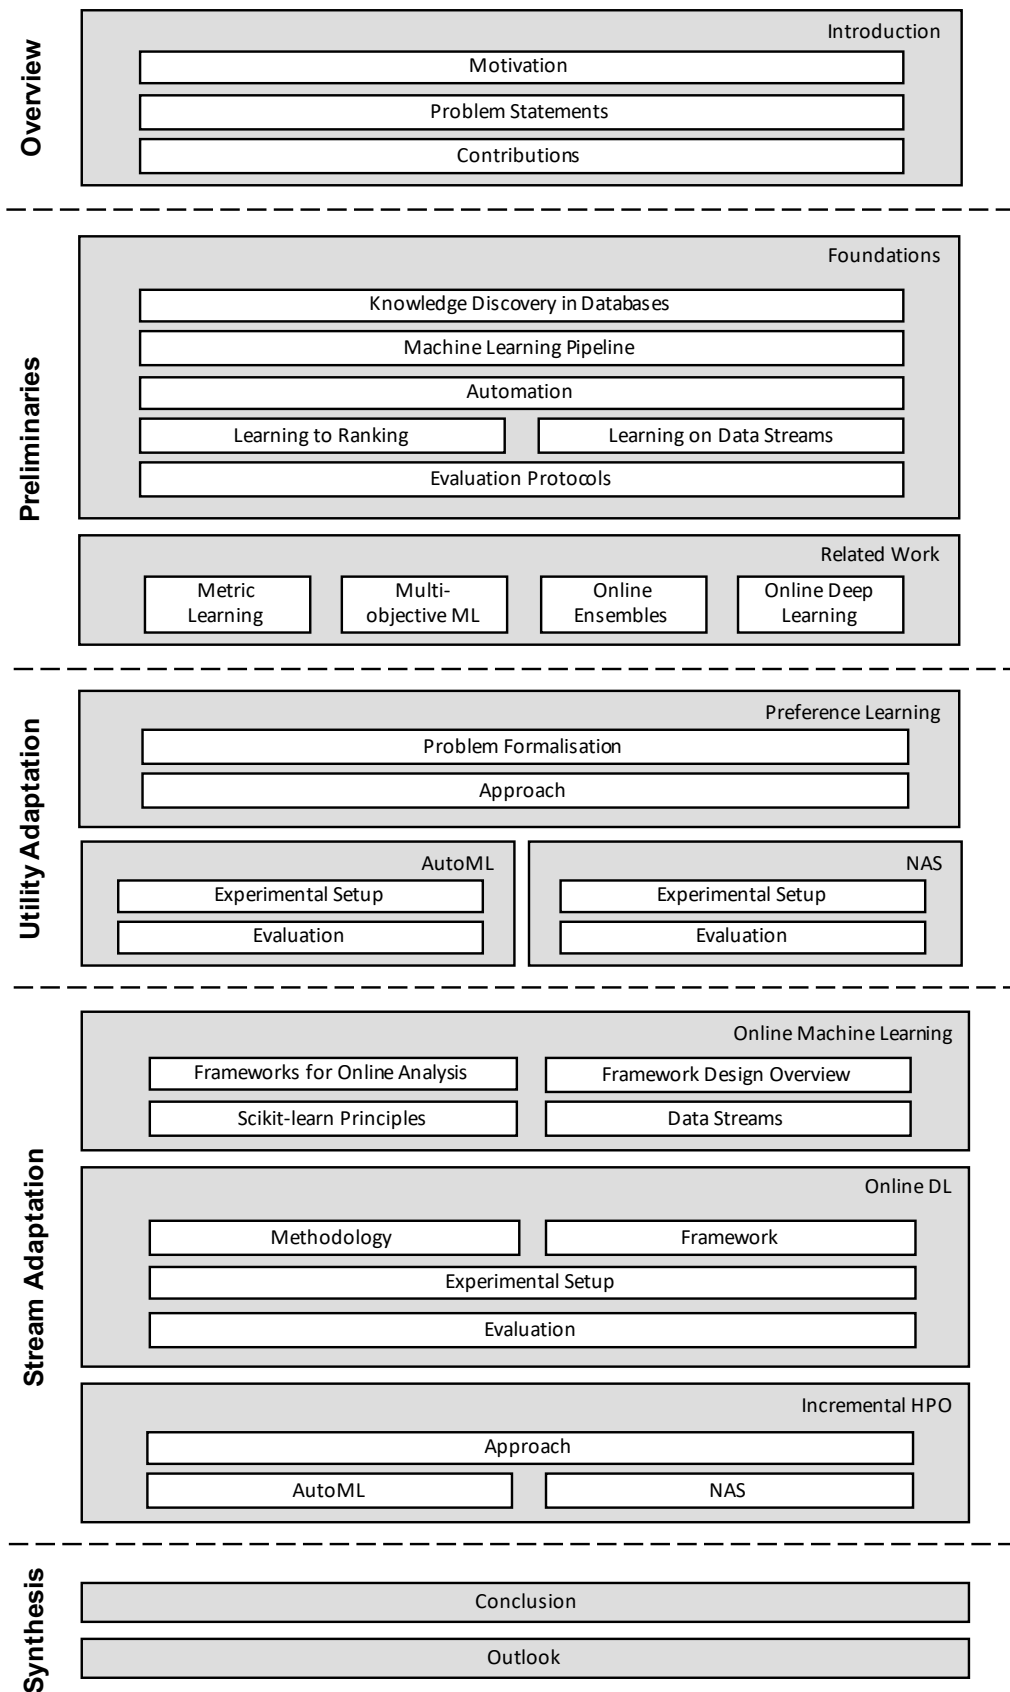 Overview
Introduction
Motivation
Problem Statements
Contributions
Preliminaries
Foundations
Knowledge Discovery in Databases
Machine Learning Pipeline
Automation
Learning to Ranking
Learning on Data Streams
Evaluation Protocols
Related Work
Metric
Learning
Multi-
objective ML
Online
Ensembles
Online Deep
Learning
Utility Adaptation
Preference Learning
Problem Formalisation
Approach
AutoML
Experimental Setup
Evaluation
NAS
Experimental Setup
Evaluation
Stream Adaptation
Online Machine Learning
Frameworks for Online Analysis
Framework Design Overview
Scikit-learn Principles
Data Streams
Online DL
Methodology
Framework
Experimental Setup
Evaluation
Incremental HPO
Approach
AutoML
NAS
Synthesis
Conclusion
Outlook